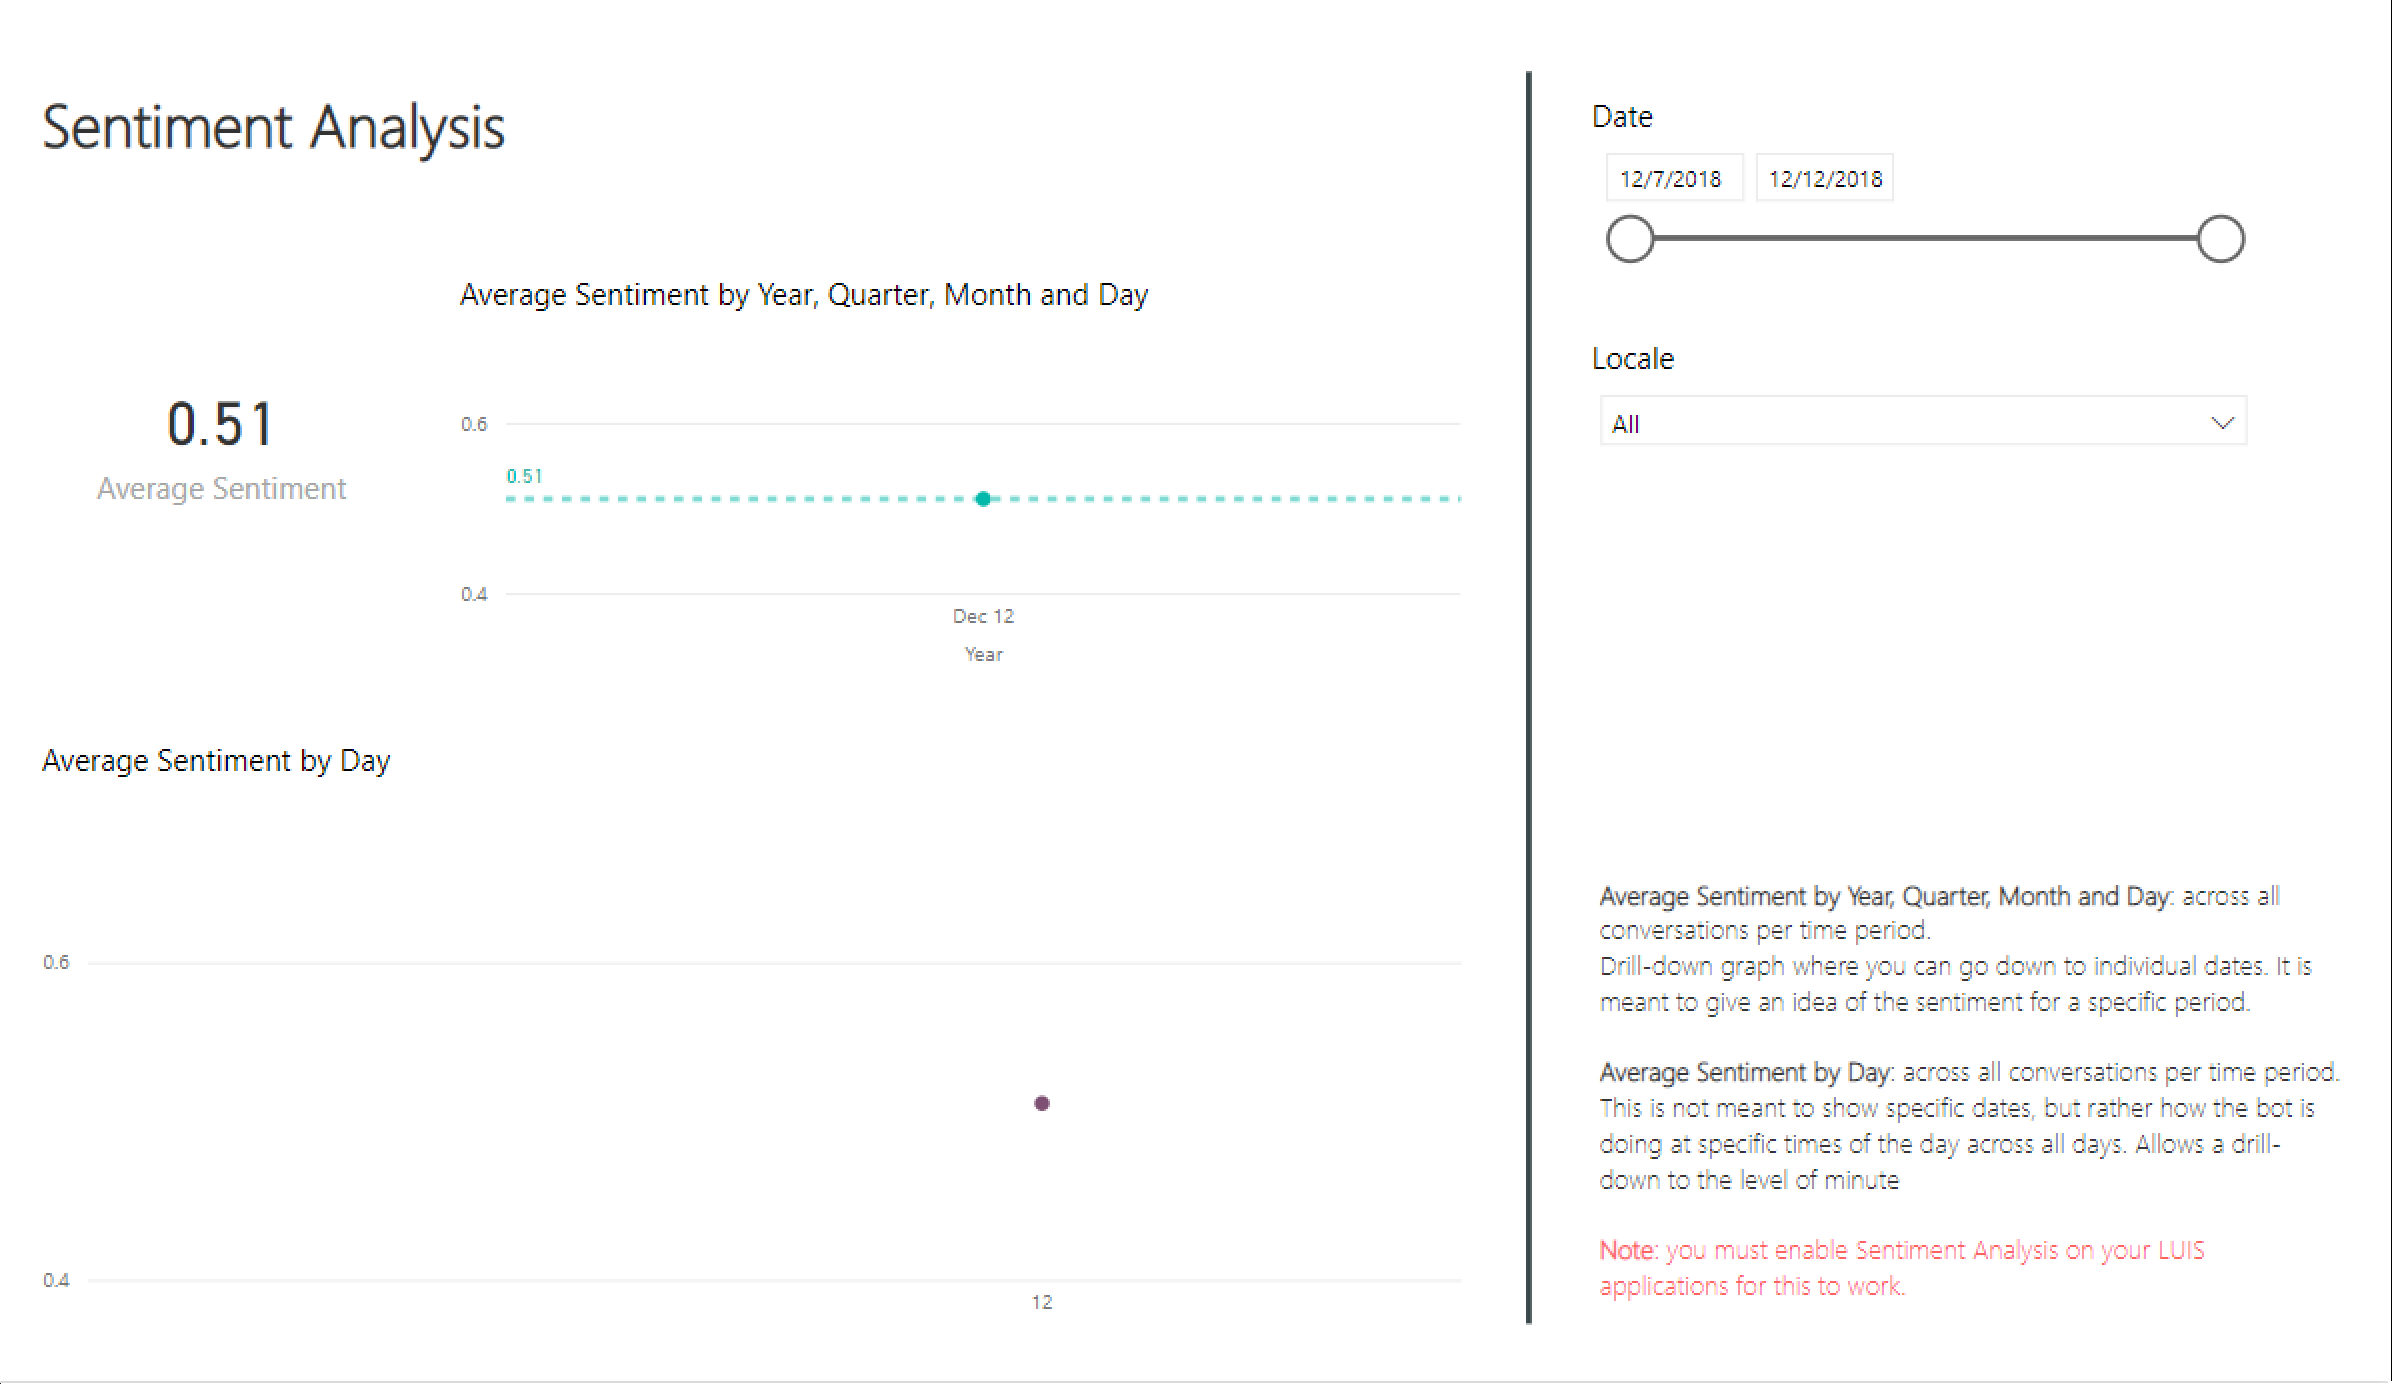 Sentiment Analysis
0.51
Average Sentiment
Average Sentiment by Year, Quarter, Month and Day
0.6
0.51
0.4
Dec 12
Year
Average Sentiment by Day
0.6
0.4
12
Date
12/7/2018
12/12/2018
Locale
All
Average Sentiment by Year, Quarter, Month and Day: across all
conversations per time period.
Drill-down graph where you can go down to individual dates. It is
meant to give an idea of the sentiment for a specific period.
Average Sentiment by Day: across all conversations per time period.
This is not meant to show specific dates, but rather how the bot is
doing at specific times of the day across all days. Allows a drill-
down to the level of minute
Note: you must enable Sentiment Analysis on your LUIS
applications for this to work.